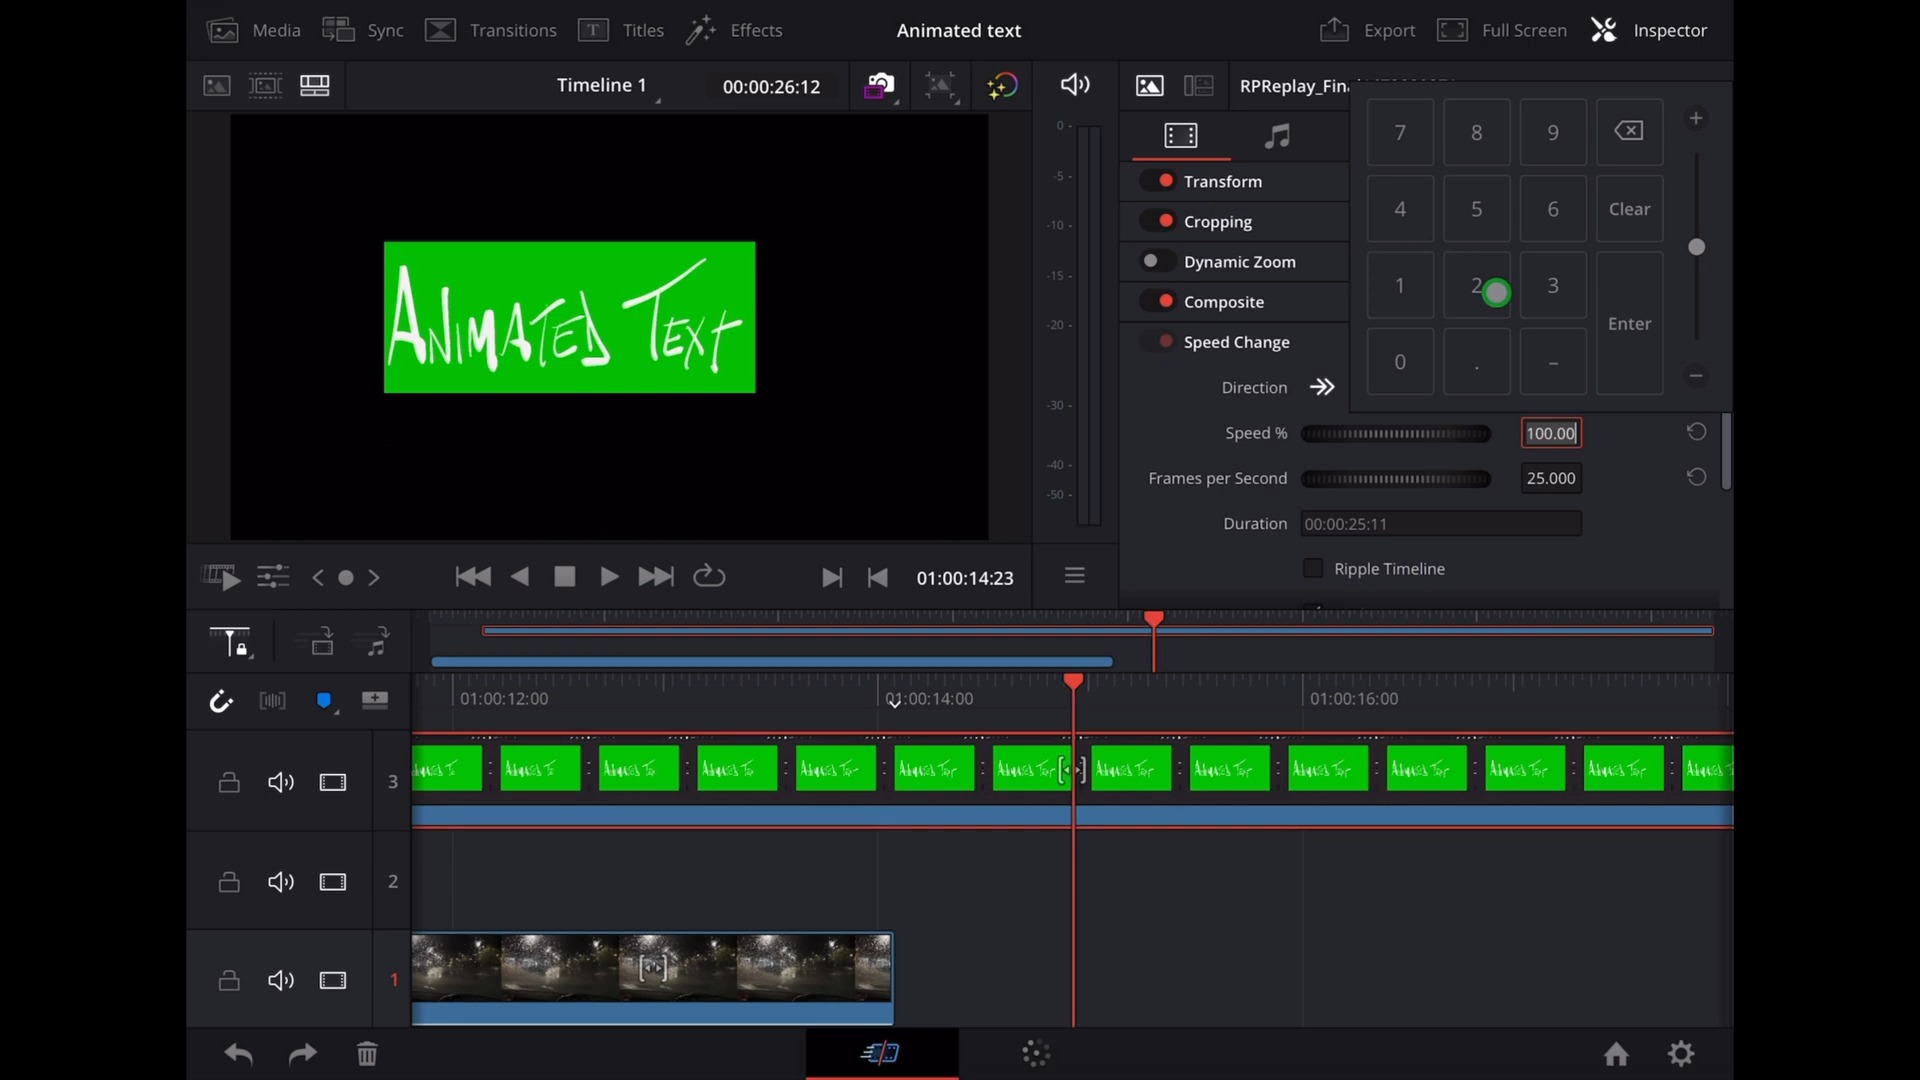 Media Sync Transitions Titles Effects Animated text Export Full Screen Inspector
Timeline 1 00:00:26:12
ANIMATED TEXT
0 -
-5 -
-10 -
-15 -
-20 -
-30 -
-40 -
-50 -
Transform
Cropping
Dynamic Zoom
Composite
Speed Change
Direction
Speed % 100.00
Frames per Second 25.000
Duration 00:00:25:11
Ripple Timeline
7 8 9
4 5 6 Clear
1 2 3 Enter
0 . –
01:00:14:23
01:00:12:00 01:00:14:00 01:00:16:00
3
2
1